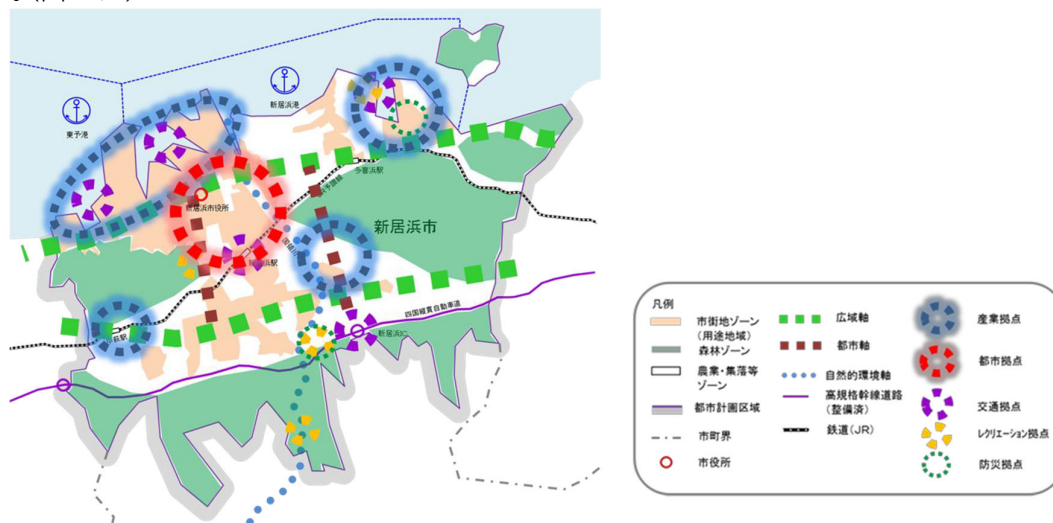 東予港
新居浜港
多喜浜駅
新居浜市役所
新居浜市
国領川
四国縦貫自動車道
新居浜IC
凡例
市街地ゾーン
(用途地域)
森林ゾーン
農業・集落等
ゾーン
都市計画区域
市町界
市役所
広域軸
都市軸
自然的環境軸
高規格幹線道路
(整備済)
鉄道(JR)
産業拠点
都市拠点
交通拠点
レクリエーション拠点
防災拠点